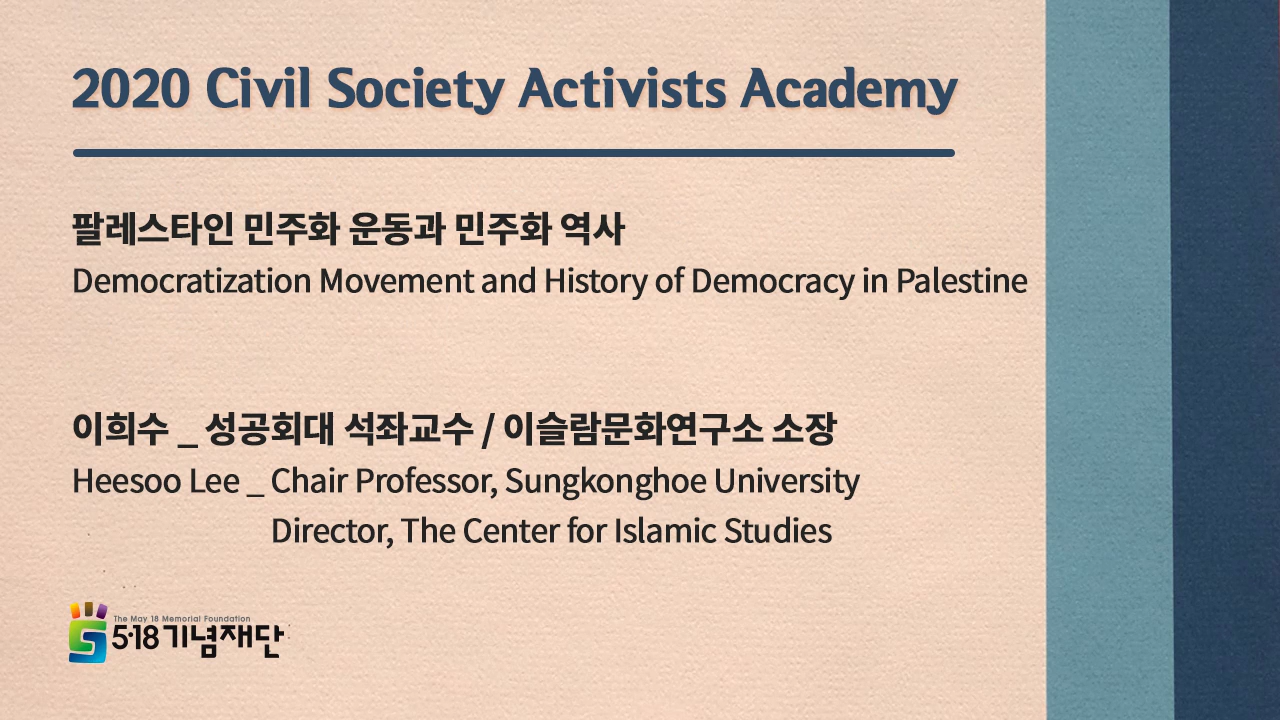 2020 Civil Society Activists Academy
팔레스타인 민주화 운동과 민주화 역사
Democratization Movement and History of Democracy in Palestine
이희수 _ 성공회대 석좌교수 / 이슬람문화연구소 소장
Heesoo Lee _ Chair Professor, Sungkonghoe University
Director, The Center for Islamic Studies
The May 18 Memorial Foundation
5·18 기념재단